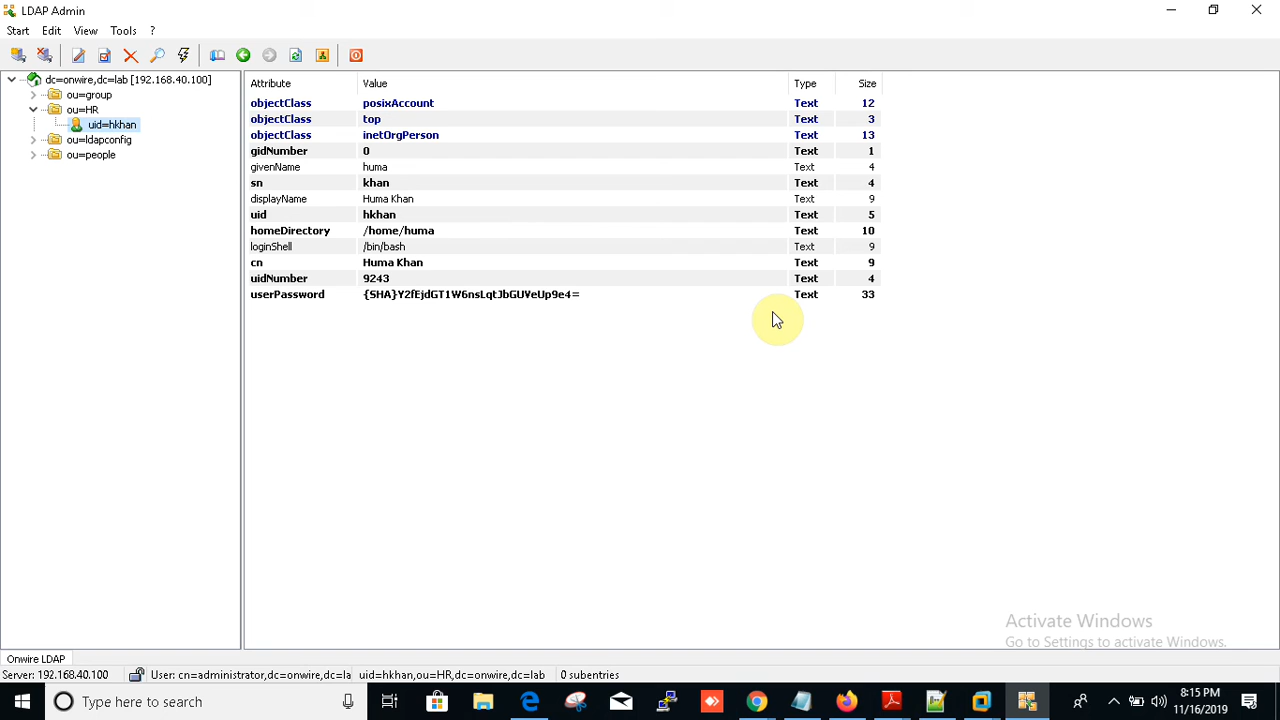 LDAP Admin
Start Edit View Tools ?
dc=onwire,dc=lab [192.168.40.100]
ou=group
ou=HR
uid=hkhan
ou=ldapconfig
ou=people
Attribute Value Type Size
objectClass posixAccount Text 12
objectClass top Text 3
objectClass inetOrgPerson Text 13
gidNumber 0 Text 1
givenName huma Text 4
sn khan Text 4
displayName Huma Khan Text 9
uid hkhan Text 5
homeDirectory /home/huma Text 10
loginShell /bin/bash Text 9
cn Huma Khan Text 9
uidNumber 9243 Text 4
userPassword {SHA}Y2fEjdGT1W6nsLqtJbGUVeUp9e4= Text 33
Activate Windows
Go to Settings to activate Windows.
Onwire LDAP
Server: 192.168.40.100 User: cn=administrator,dc=onwire,dc=la uid=hkhan,ou=HR,dc=onwire,dc=lab 0 subentries
Type here to search
8:15 PM
11/16/2019